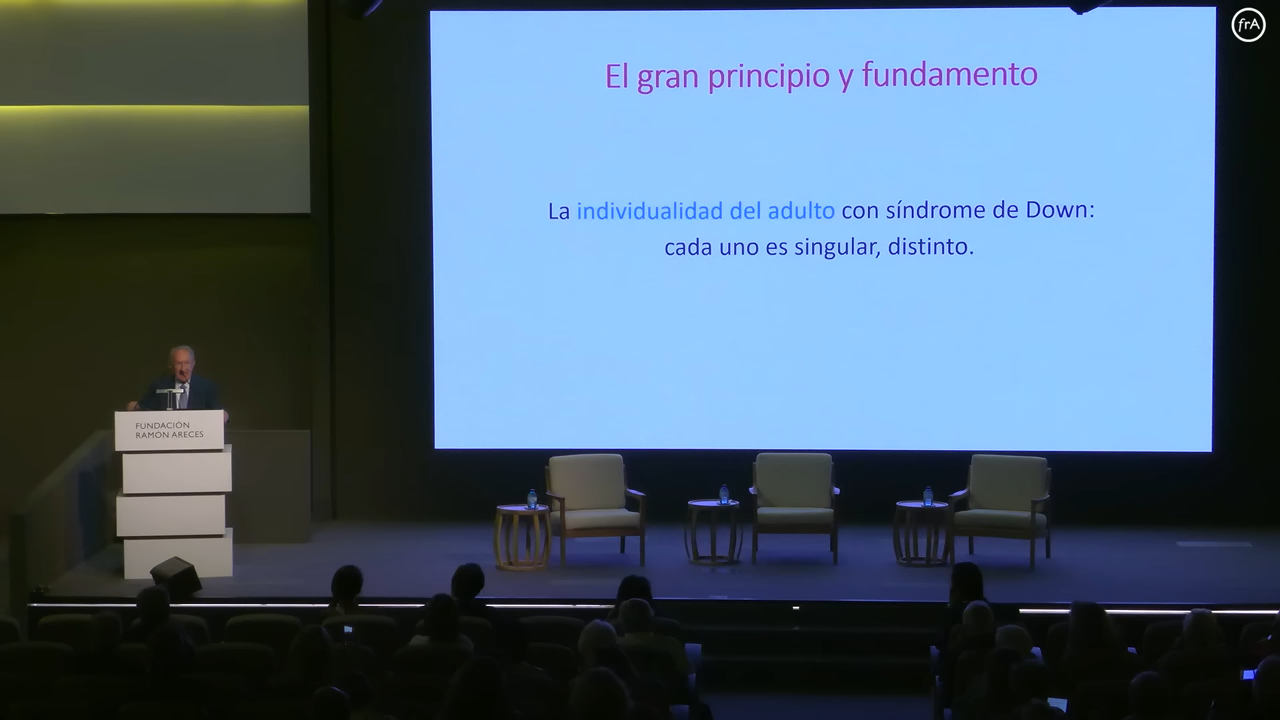 frA
El gran principio y fundamento
La individualidad del adulto con síndrome de Down:
cada uno es singular, distinto.
FUNDACIÓN
RAMÓN ARECES